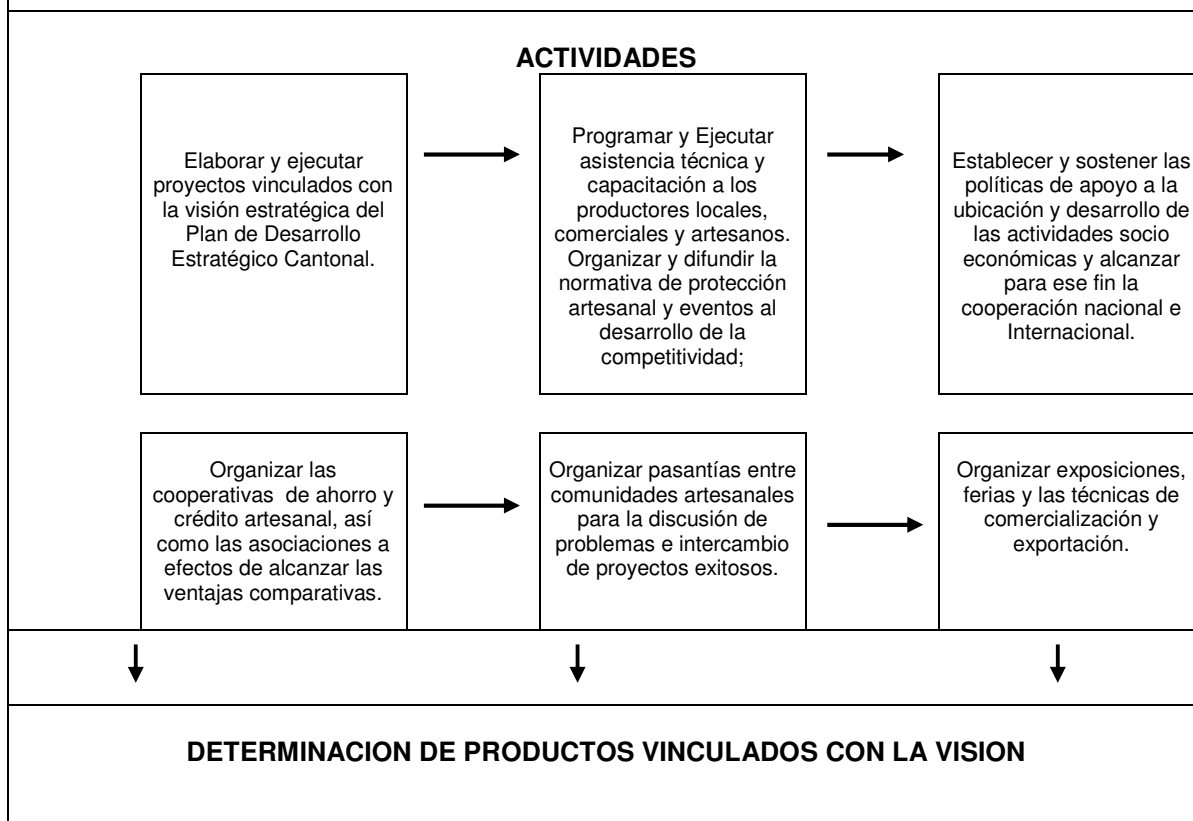 ACTIVIDADES
Elaborar y ejecutar
proyectos vinculados con
la visión estratégica del
Plan de Desarrollo
Estratégico Cantonal.
Programar y Ejecutar
asistencia técnica y
capacitación a los
productores locales,
comerciales y artesanos.
Organizar y difundir la
normativa de protección
artesanal y eventos al
desarrollo de la
competitividad;
Establecer y sostener las
políticas de apoyo a la
ubicación y desarrollo de
las actividades socio
económicas y alcanzar
para ese fin la
cooperación nacional e
Internacional.
Organizar las
cooperativas  de ahorro y
crédito artesanal, así
como las asociaciones a
efectos de alcanzar las
ventajas comparativas.
Organizar pasantías entre
comunidades artesanales
para la discusión de
problemas e intercambio
de proyectos exitosos.
Organizar exposiciones,
ferias y las técnicas de
comercialización y
exportación.
DETERMINACION DE PRODUCTOS VINCULADOS CON LA VISION